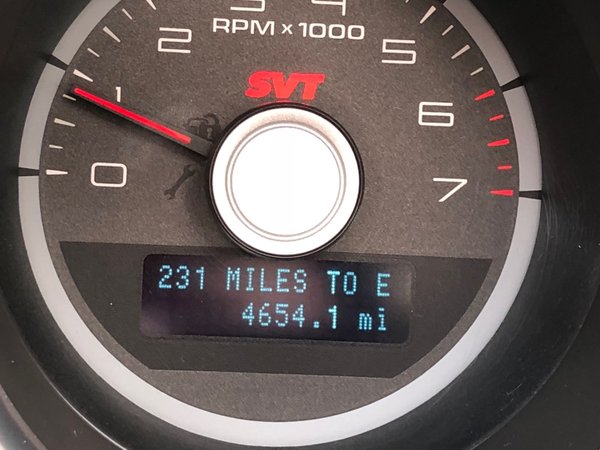 3 4
RPM x 1000
2 5
SVT
1 6
0 7
231 MILES TO E
4654.1 mi